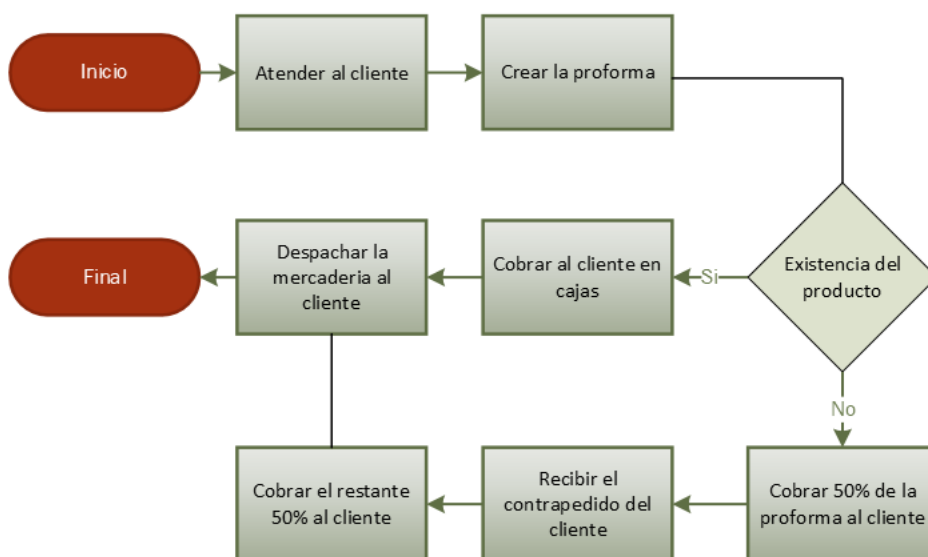 Inicio
Atender al cliente
Crear la proforma
Final
Despachar la
mercaderia al
cliente
Cobrar al cliente en
cajas
Si
Existencia del
producto
No
Cobrar el restante
50% al cliente
Recibir el
contrapedido del
cliente
Cobrar 50% de la
proforma al cliente